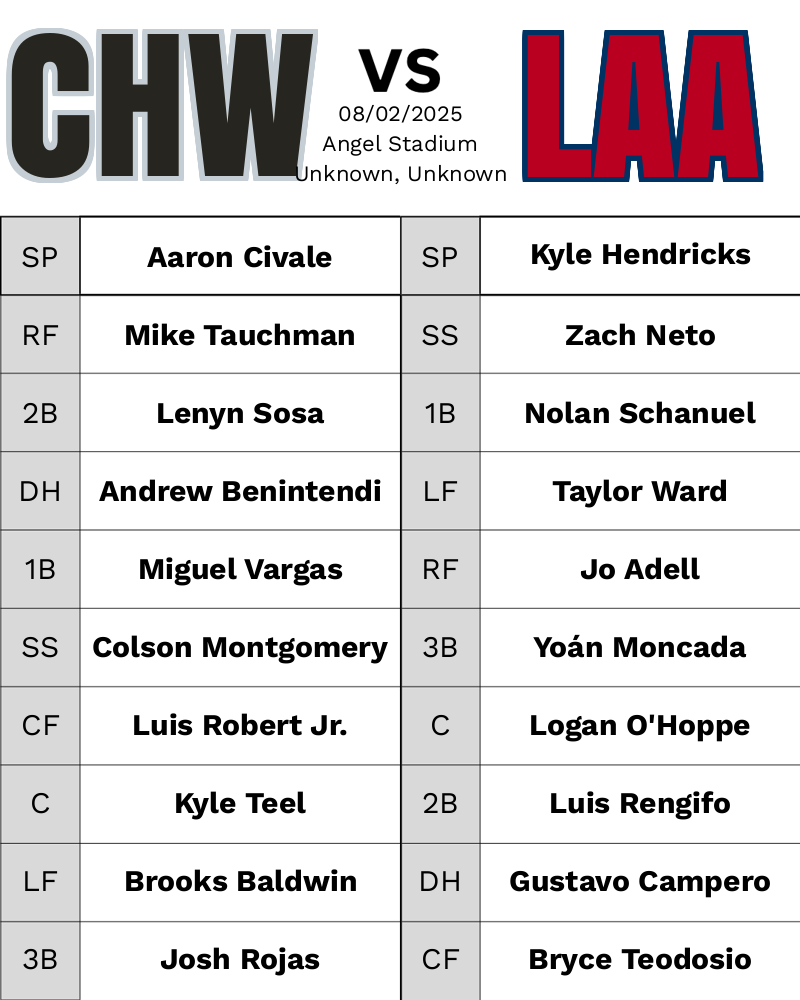 CHW
VS
08/02/2025
Angel Stadium
Unknown, Unknown
LAA
SP Aaron Civale SP Kyle Hendricks
RF Mike Tauchman SS Zach Neto
2B Lenyn Sosa 1B Nolan Schanuel
DH Andrew Benintendi LF Taylor Ward
1B Miguel Vargas RF Jo Adell
SS Colson Montgomery 3B Yoán Moncada
CF Luis Robert Jr. C Logan O'Hoppe
C Kyle Teel 2B Luis Rengifo
LF Brooks Baldwin DH Gustavo Campero
3B Josh Rojas CF Bryce Teodosio